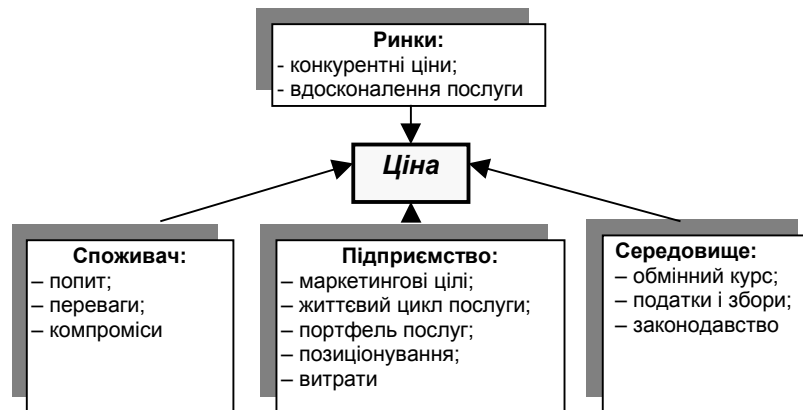 Ринки:
- конкурентні ціни;
- вдосконалення послуги
Ціна
Споживач:
– попит;
– переваги;
– компроміси
Підприємство:
– маркетингові цілі;
– життєвий цикл послуги;
– портфель послуг;
– позиціонування;
– витрати
Середовище:
– обмінний курс;
– податки і збори;
– законодавство